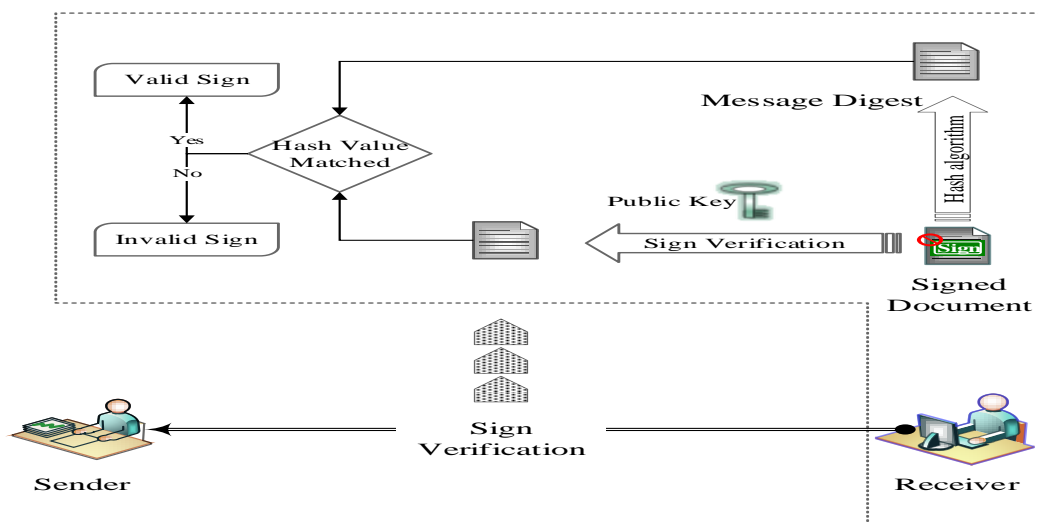 Valid Sign
Message Digest
Yes
Hash Value
Matched
No
Hash algorithm
Public Key
Invalid Sign
Sign Verification
Sign
Signed
Document
Sign
Verification
Sender
Receiver